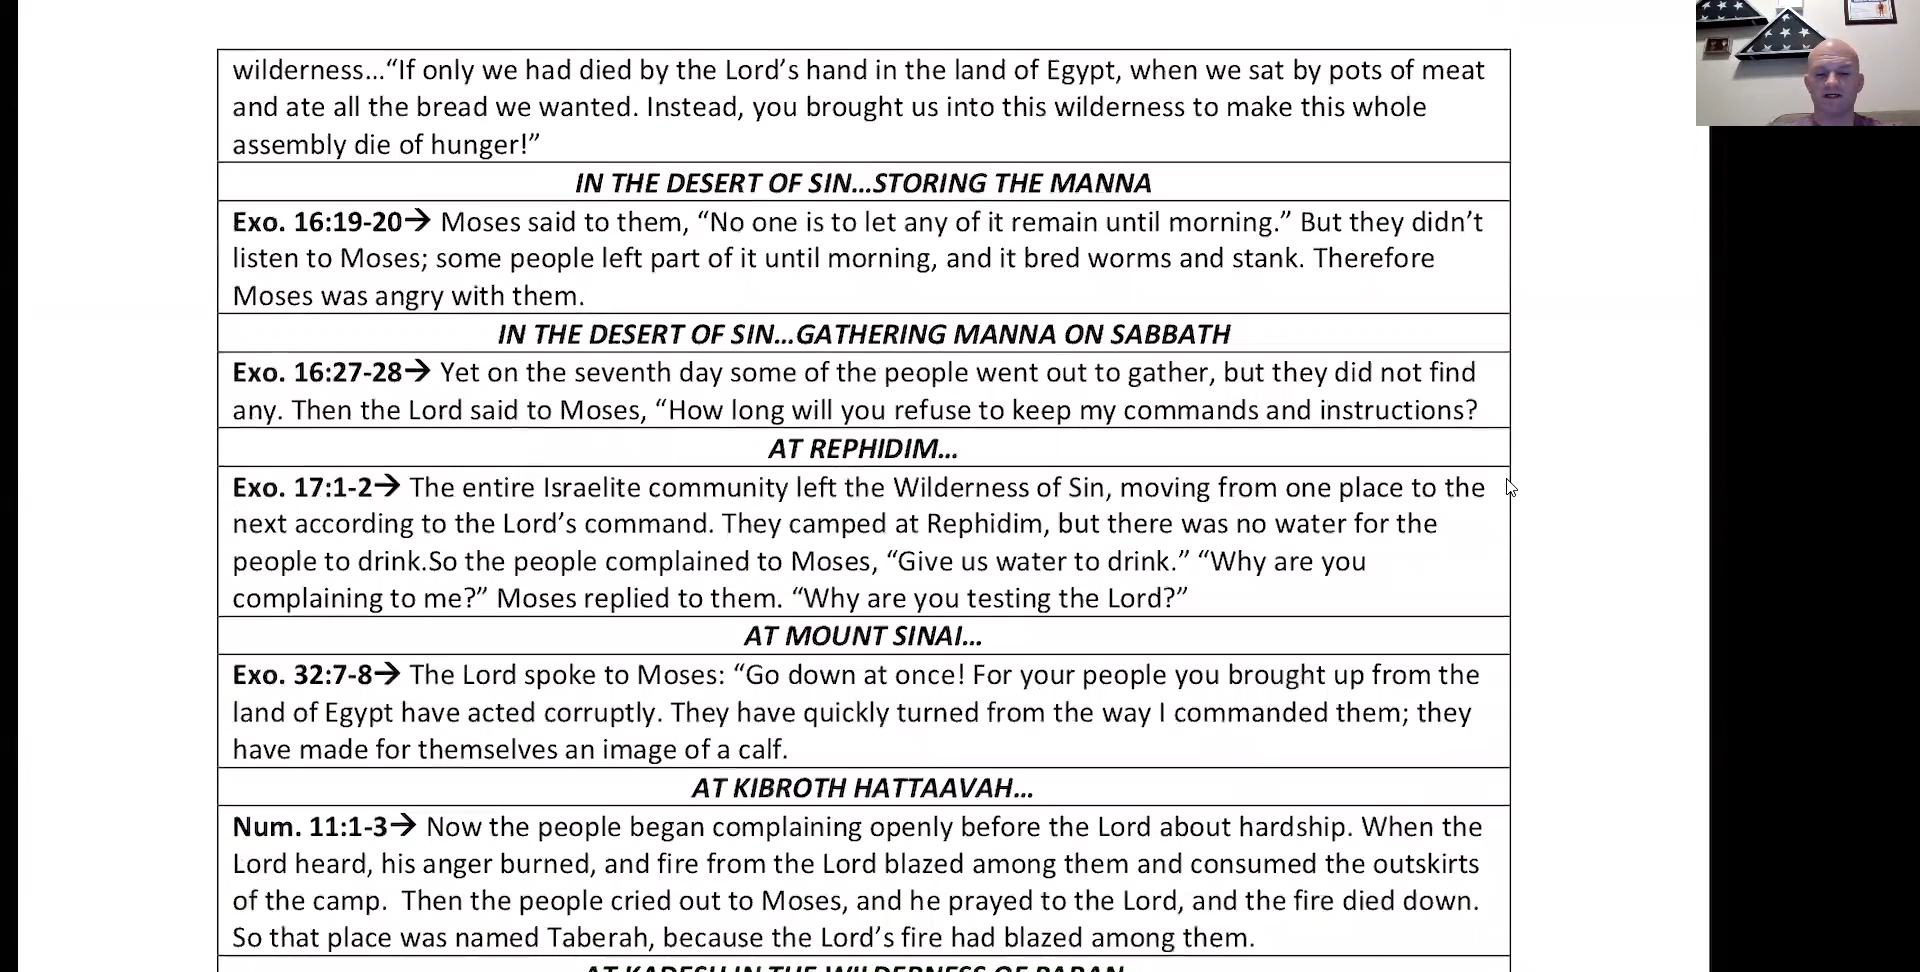 wilderness…“If only we had died by the Lord’s hand in the land of Egypt, when we sat by pots of meat
and ate all the bread we wanted. Instead, you brought us into this wilderness to make this whole
assembly die of hunger!”
IN THE DESERT OF SIN…STORING THE MANNA
Exo. 16:19-20→ Moses said to them, “No one is to let any of it remain until morning.” But they didn’t
listen to Moses; some people left part of it until morning, and it bred worms and stank. Therefore
Moses was angry with them.
IN THE DESERT OF SIN…GATHERING MANNA ON SABBATH
Exo. 16:27-28→ Yet on the seventh day some of the people went out to gather, but they did not find
any. Then the Lord said to Moses, “How long will you refuse to keep my commands and instructions?
AT REPHIDIM…
Exo. 17:1-2→ The entire Israelite community left the Wilderness of Sin, moving from one place to the
next according to the Lord’s command. They camped at Rephidim, but there was no water for the
people to drink.So the people complained to Moses, “Give us water to drink.” “Why are you
complaining to me?” Moses replied to them. “Why are you testing the Lord?”
AT MOUNT SINAI…
Exo. 32:7-8→ The Lord spoke to Moses: “Go down at once! For your people you brought up from the
land of Egypt have acted corruptly. They have quickly turned from the way I commanded them; they
have made for themselves an image of a calf.
AT KIBROTH HATTAAVAH…
Num. 11:1-3→ Now the people began complaining openly before the Lord about hardship. When the
Lord heard, his anger burned, and fire from the Lord blazed among them and consumed the outskirts
of the camp.  Then the people cried out to Moses, and he prayed to the Lord, and the fire died down.
So that place was named Taberah, because the Lord’s fire had blazed among them.
AT KADESH IN THE WILDERNESS OF PARAN